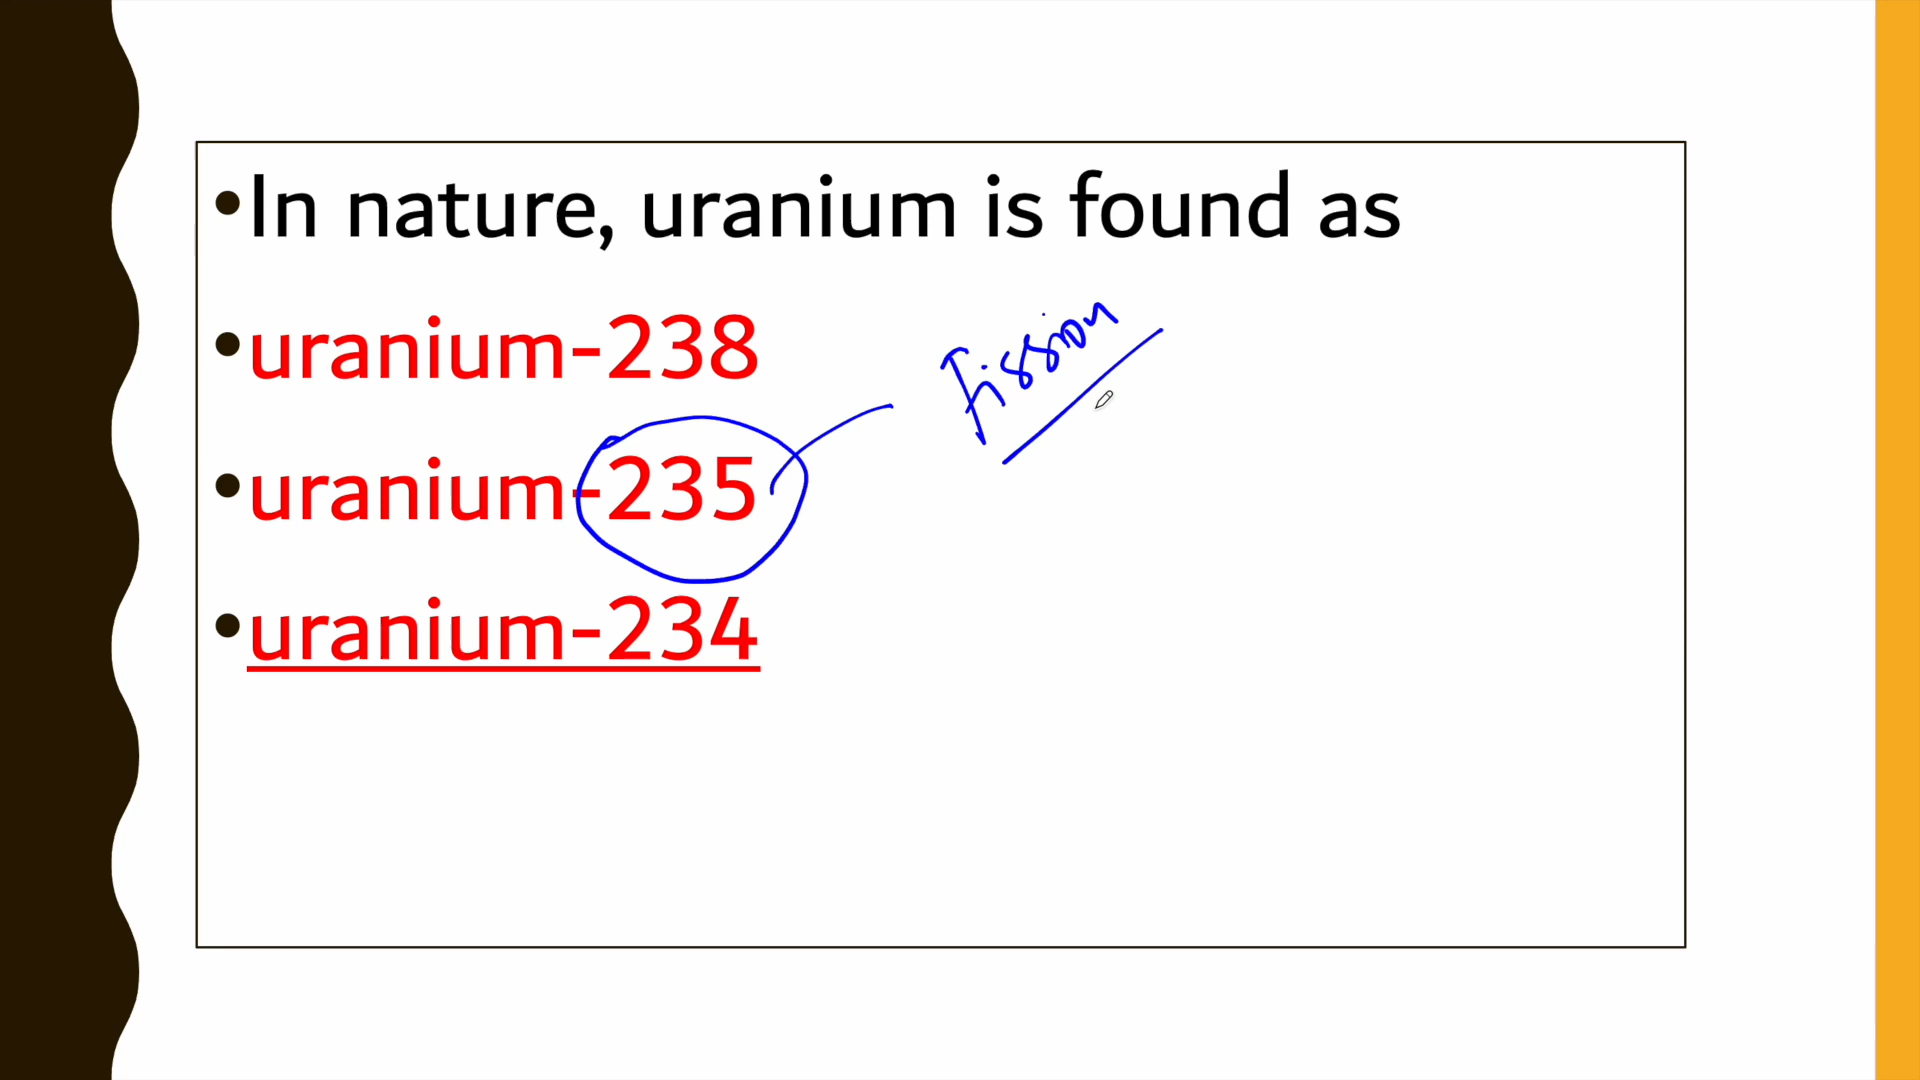 •In nature, uranium is found as
•uranium-238
Fission
•uranium-235
•uranium-234